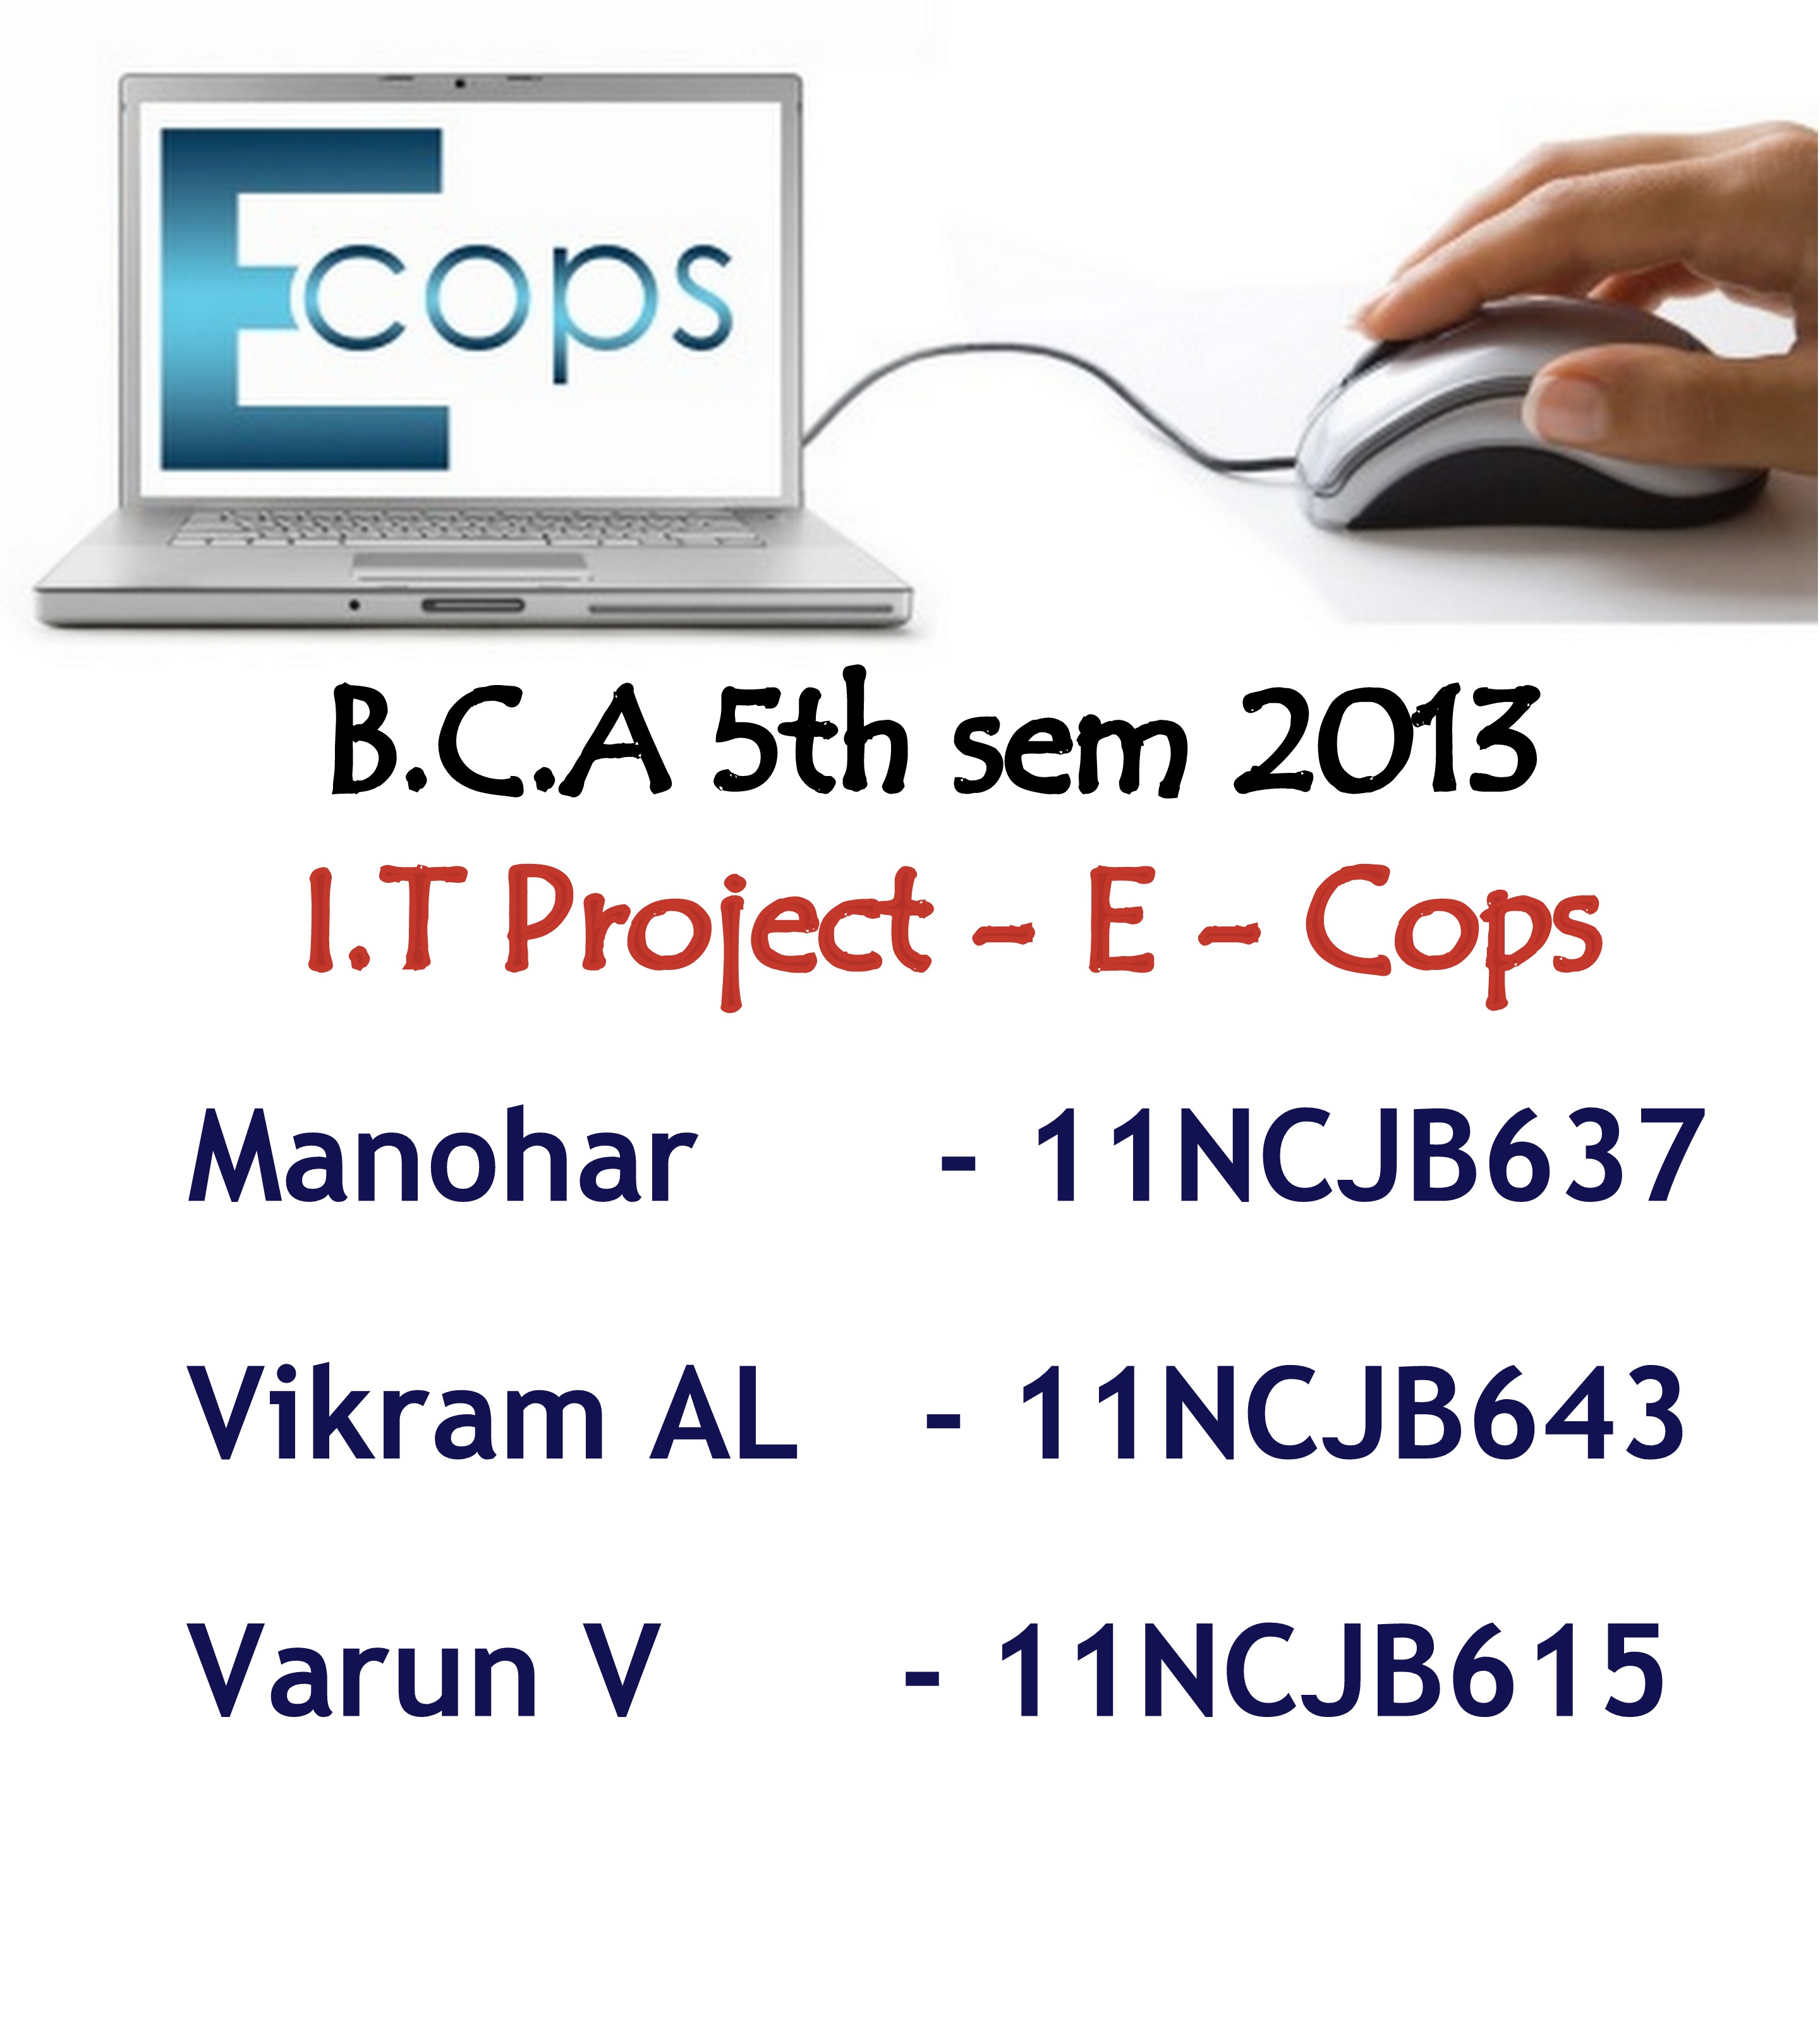 Ecops
B.C.A 5th sem 2013
I.T Project - E - Cops
Manohar - 11NCJB637
Vikram AL - 11NCJB643
Varun V - 11NCJB615